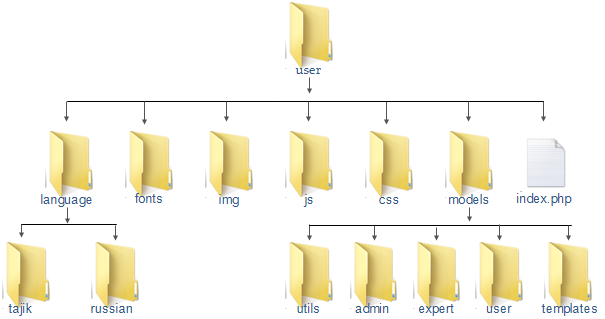 user
language
fonts
img
js
css
models
index.php
tajik
russian
utils
admin
expert
user
templates